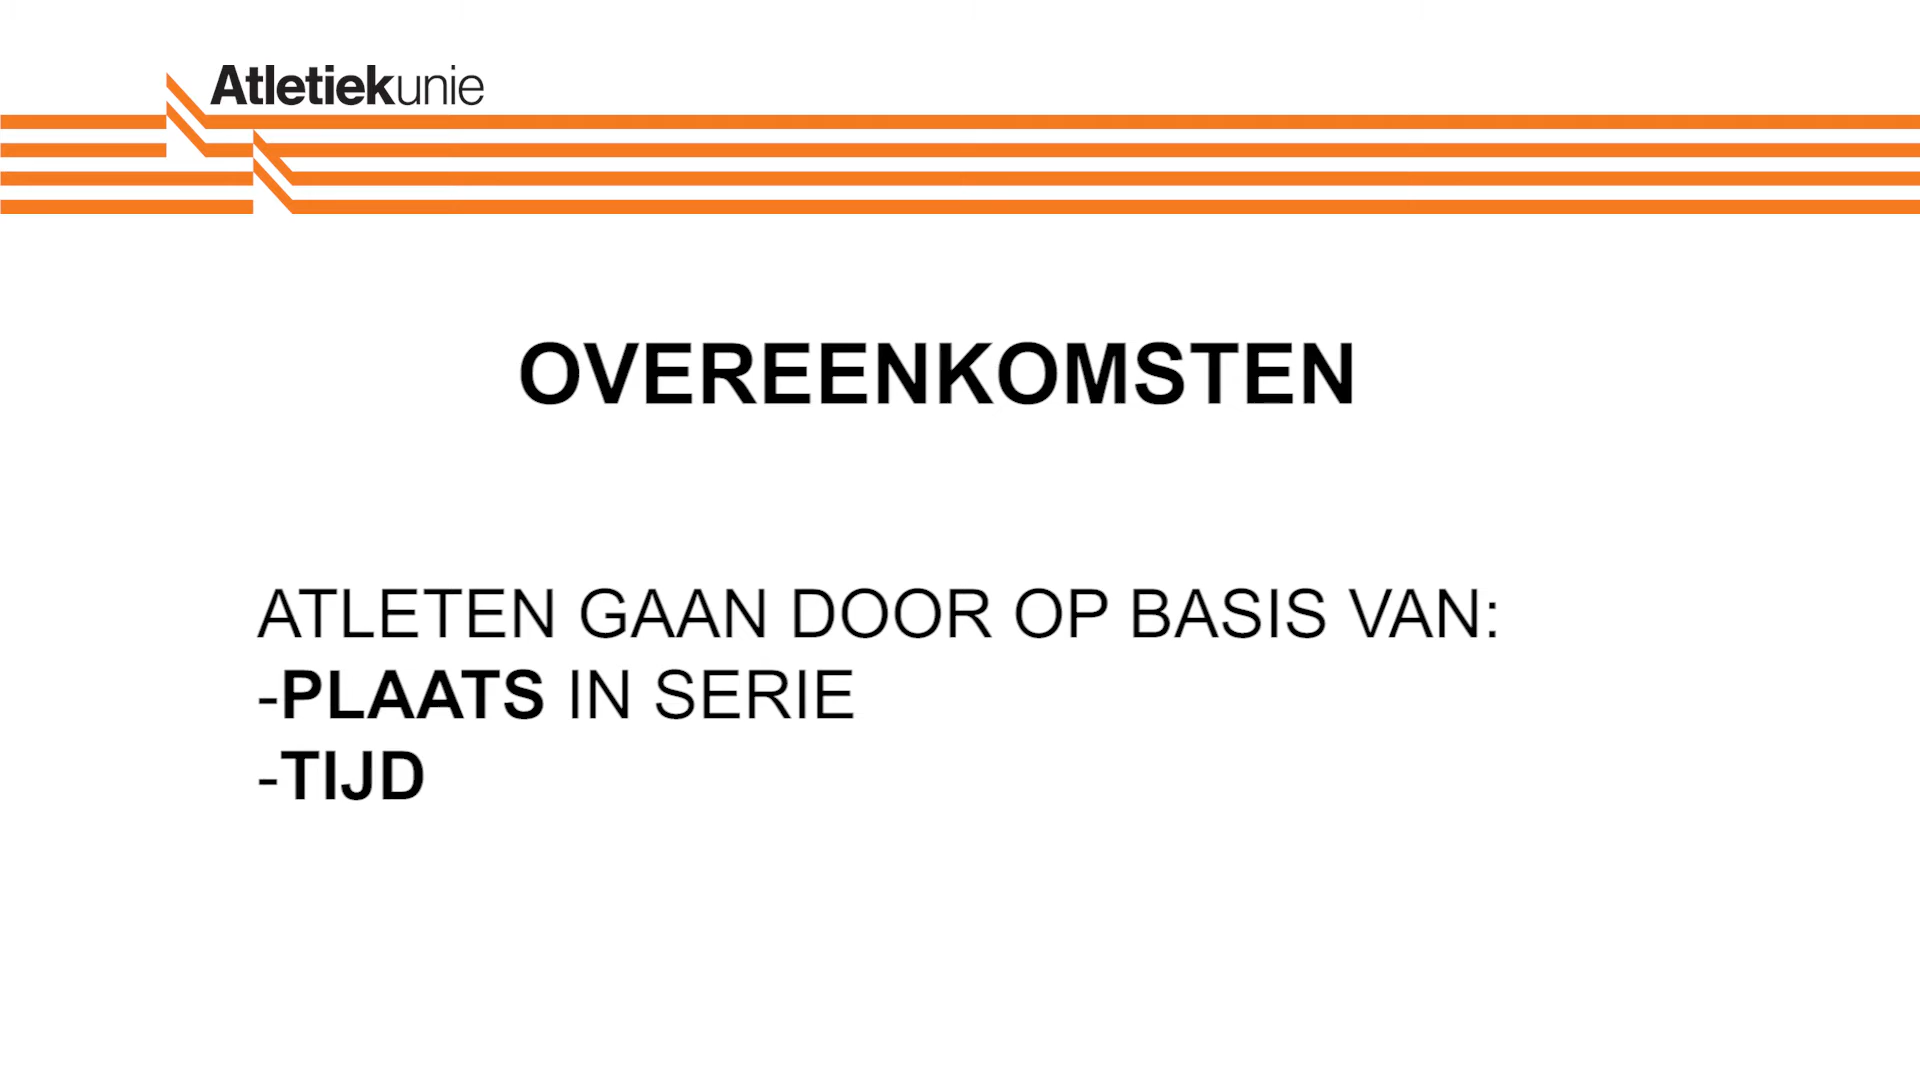 Atletiekunie
OVEREENKOMSTEN
ATLETEN GAAN DOOR OP BASIS VAN:
-PLAATS IN SERIE
-TIJD